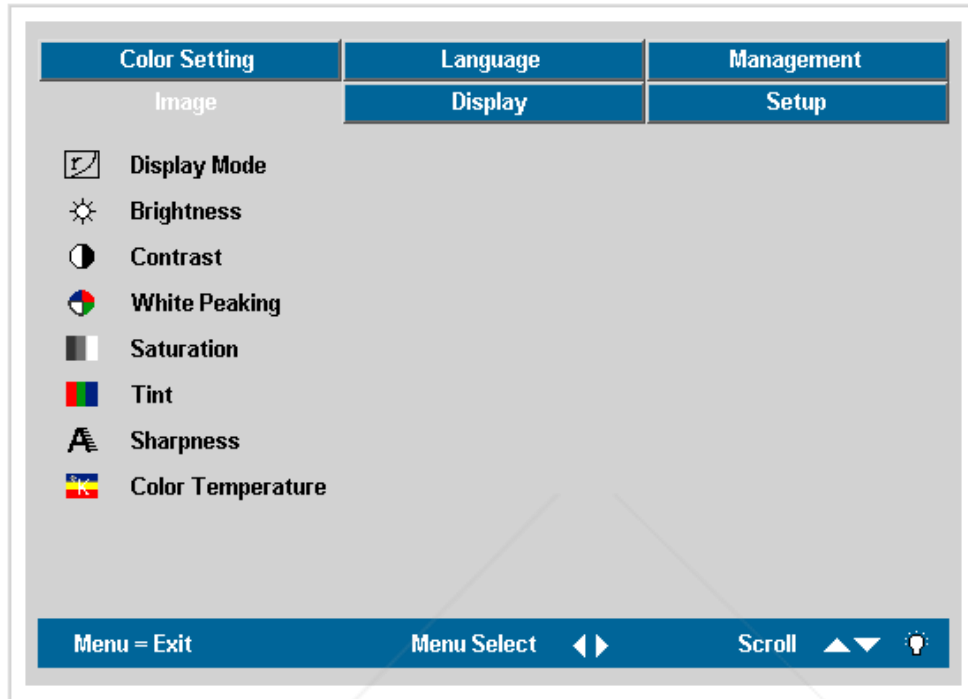 Color Setting Language Management
Image Display Setup
Display Mode
Brightness
Contrast
White Peaking
Saturation
Tint
Sharpness
°K Color Temperature
Menu = Exit Menu Select Scroll